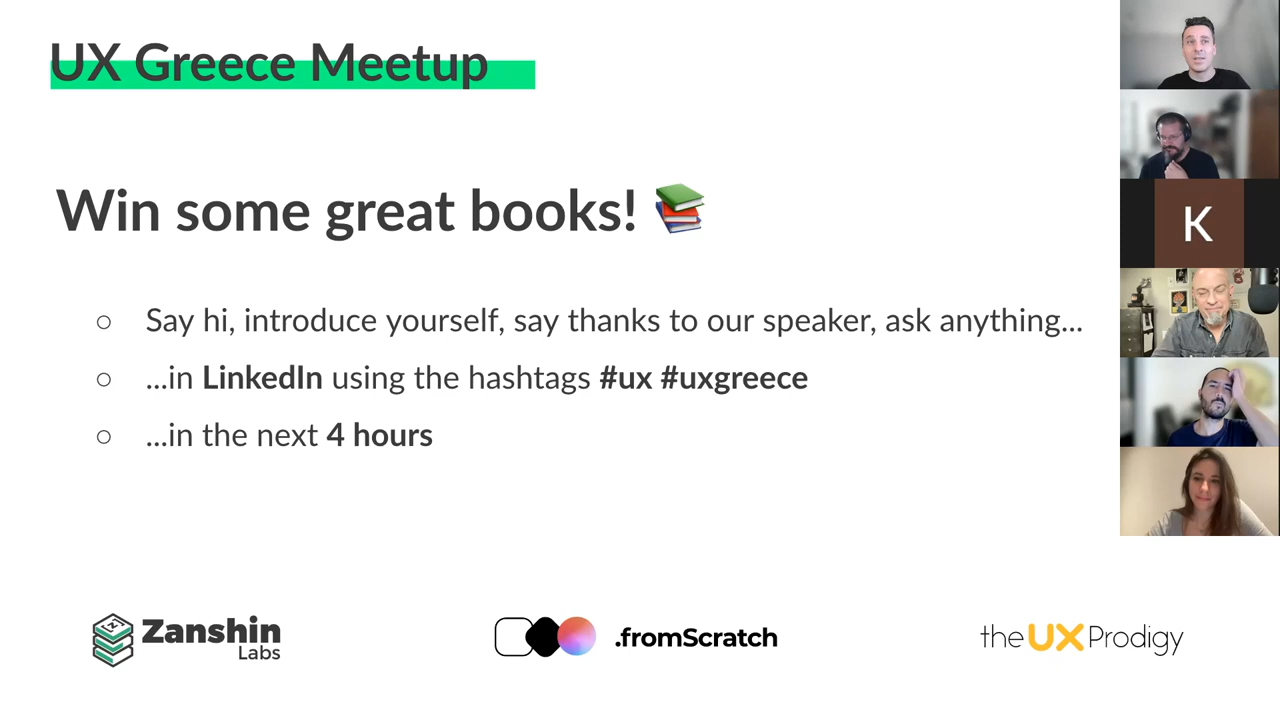 UX Greece Meetup
Win some great books! 📚
○ Say hi, introduce yourself, say thanks to our speaker, ask anything...
○ ...in LinkedIn using the hashtags #ux #uxgreece
○ ...in the next 4 hours
K
Zanshin
Labs
.fromScratch
the UX Prodigy